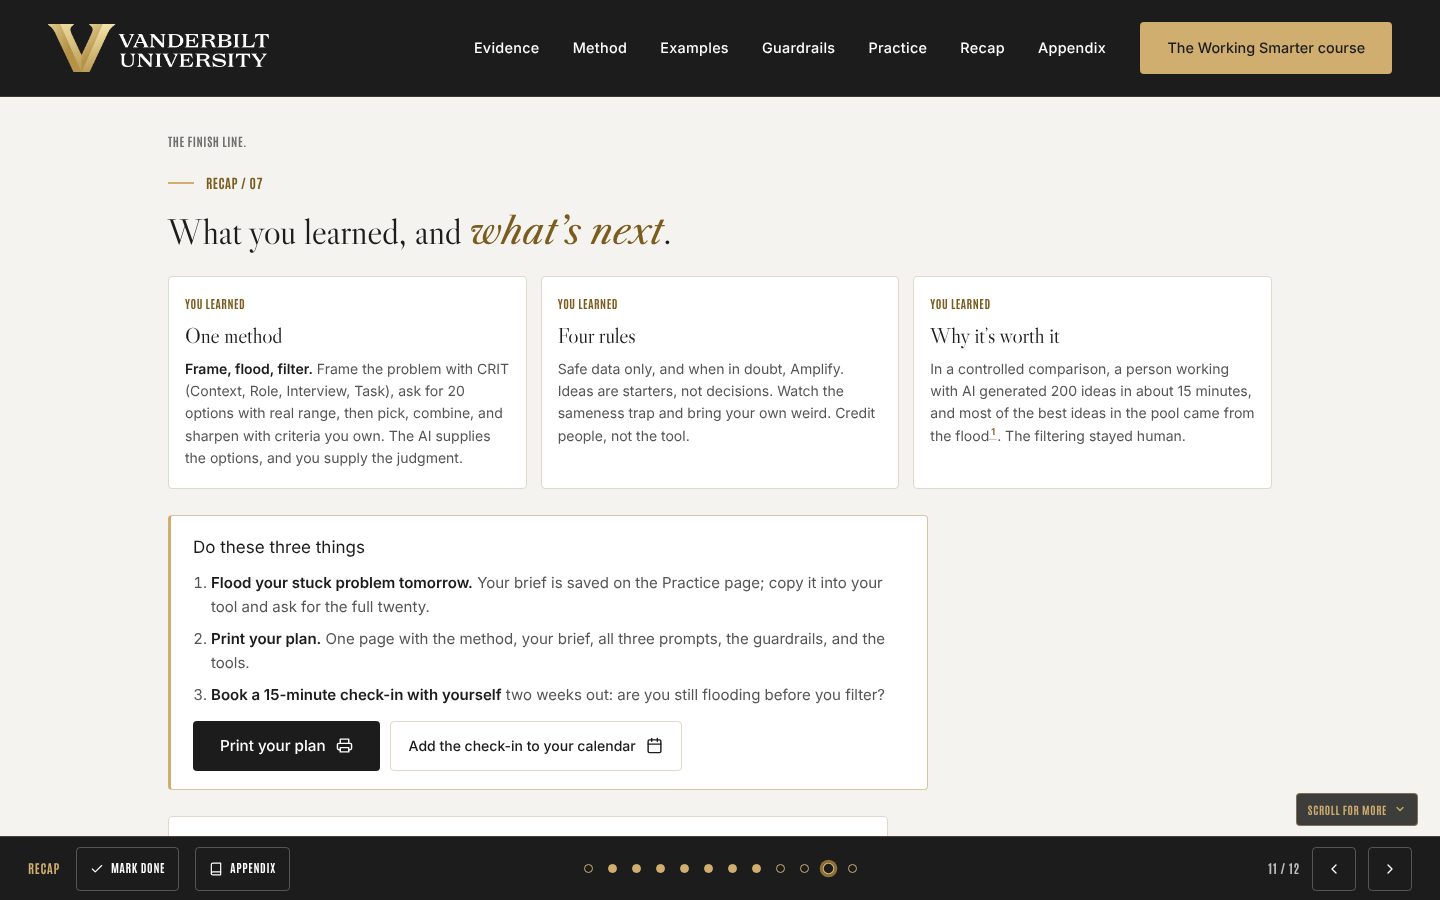 VANDERBILT
UNIVERSITY
Evidence
Method
Examples
Guardrails
Practice
Recap
Appendix
The Working Smarter course
THE FINISH LINE.
RECAP / 07
What you learned, and what's next.
YOU LEARNED
One method
Frame, flood, filter. Frame the problem with CRIT
(Context, Role, Interview, Task), ask for 20
options with real range, then pick, combine, and
sharpen with criteria you own. The AI supplies
the options, and you supply the judgment.
YOU LEARNED
Four rules
Safe data only, and when in doubt, Amplify.
Ideas are starters, not decisions. Watch the
sameness trap and bring your own weird. Credit
people, not the tool.
YOU LEARNED
Why it's worth it
In a controlled comparison, a person working
with AI generated 200 ideas in about 15 minutes,
and most of the best ideas in the pool came from
the flood1. The filtering stayed human.
Do these three things
1. Flood your stuck problem tomorrow. Your brief is saved on the Practice page; copy it into your
tool and ask for the full twenty.
2. Print your plan. One page with the method, your brief, all three prompts, the guardrails, and the
tools.
3. Book a 15-minute check-in with yourself two weeks out: are you still flooding before you filter?
Print your plan
Add the check-in to your calendar
SCROLL FOR MORE
RECAP
MARK DONE
APPENDIX
11 / 12